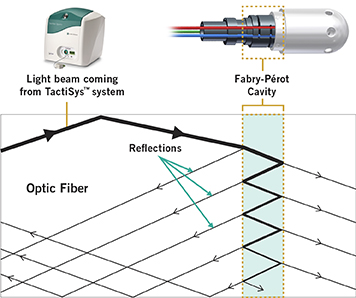 Light beam coming
from TactiSys™ system
Fabry-Pérot
Cavity
Reflections
Optic Fiber